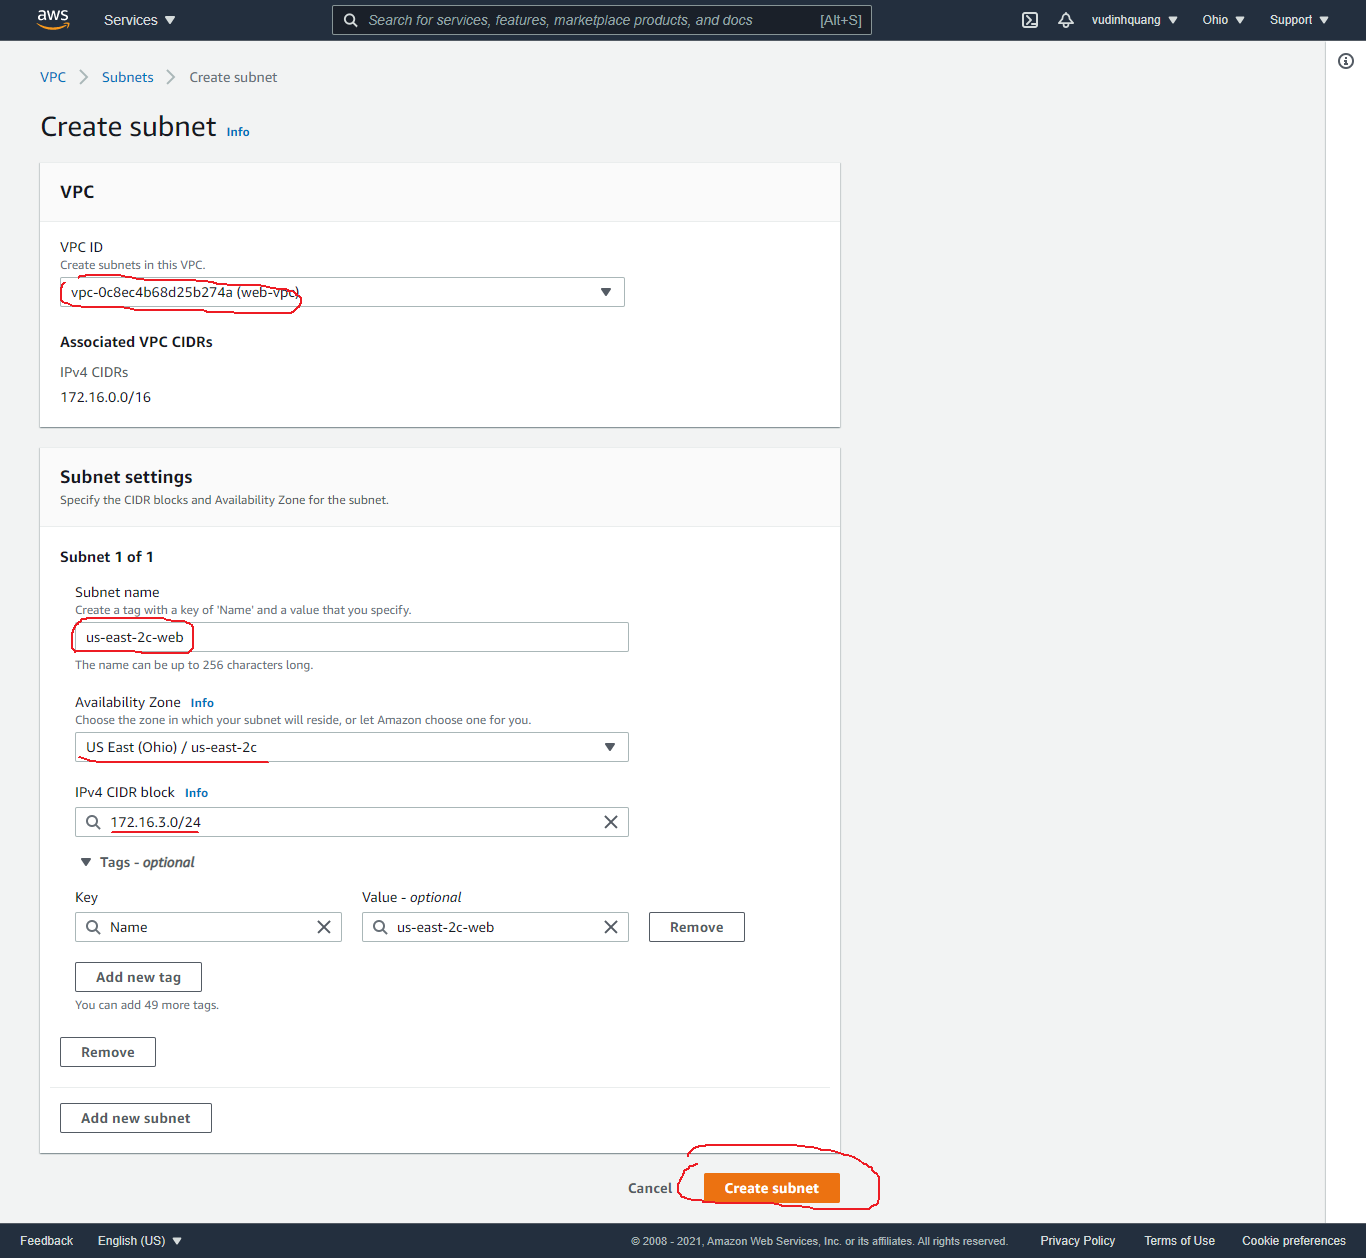 aws Services Search for services, features, marketplace products, and docs [Alt+S] vudinhquang Ohio Support
VPC Subnets Create subnet
Create subnet Info
VPC
VPC ID
Create subnets in this VPC.
vpc-0c8ec4b68d25b274a (web-vpc)
Associated VPC CIDRs
IPv4 CIDRs
172.16.0.0/16
Subnet settings
Specify the CIDR blocks and Availability Zone for the subnet.
Subnet 1 of 1
Subnet name
Create a tag with a key of 'Name' and a value that you specify.
us-east-2c-web
The name can be up to 256 characters long.
Availability Zone Info
Choose the zone in which your subnet will reside, or let Amazon choose one for you.
US East (Ohio) / us-east-2c
IPv4 CIDR block Info
172.16.3.0/24
Tags - optional
Key Value - optional
Name us-east-2c-web Remove
Add new tag
You can add 49 more tags.
Remove
Add new subnet
Cancel Create subnet
Feedback English (US) © 2008 - 2021, Amazon Web Services, Inc. or its affiliates. All rights reserved. Privacy Policy Terms of Use Cookie preferences